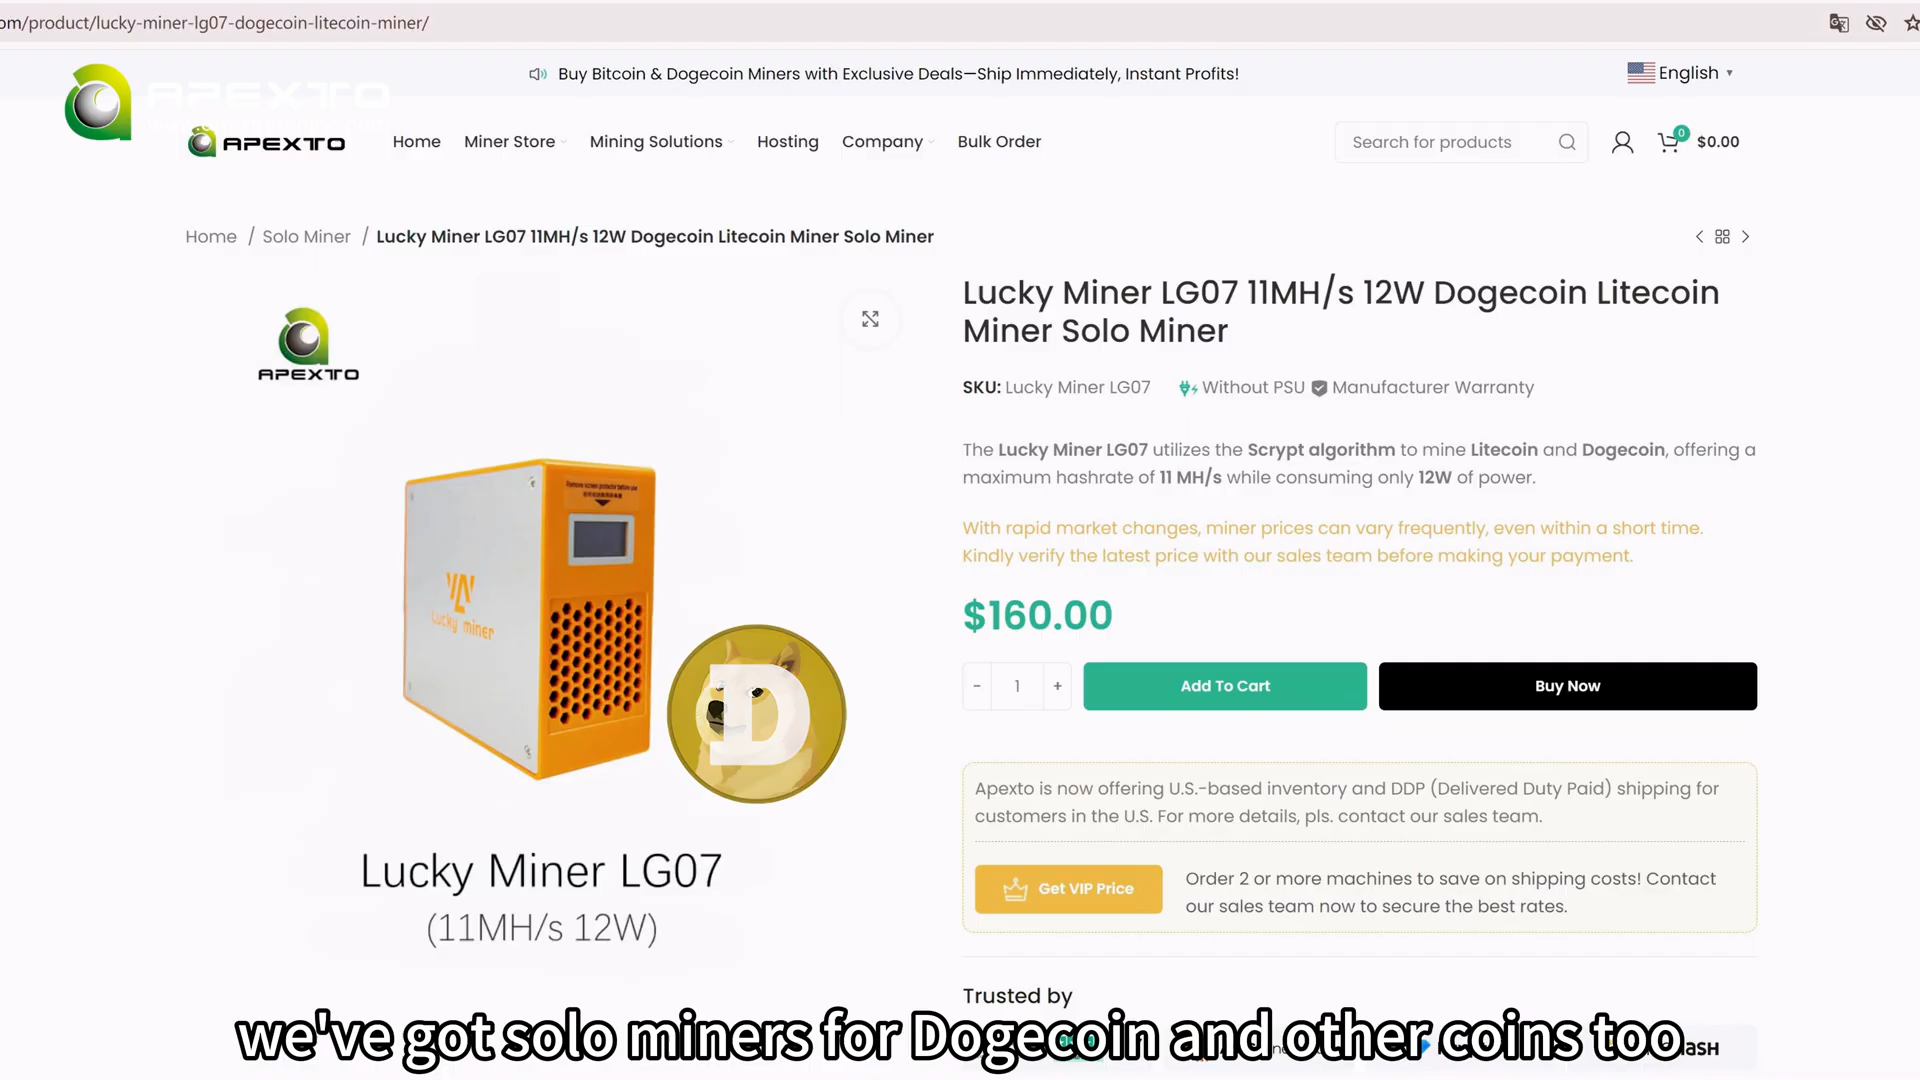 om/product/lucky-miner-lg07-dogecoin-litecoin-miner/
Buy Bitcoin & Dogecoin Miners with Exclusive Deals—Ship Immediately, Instant Profits!
English
APEXTO
APEXTO
Home
Miner Store
Mining Solutions
Hosting
Company
Bulk Order
Search for products
0
$0.00
Home / Solo Miner / Lucky Miner LG07 11MH/s 12W Dogecoin Litecoin Miner Solo Miner
APEXTO
Remove screen protector before use
Lucky miner
D
Lucky Miner LG07
(11MH/s 12W)
Lucky Miner LG07 11MH/s 12W Dogecoin Litecoin
Miner Solo Miner
SKU: Lucky Miner LG07 Without PSU Manufacturer Warranty
The Lucky Miner LG07 utilizes the Scrypt algorithm to mine Litecoin and Dogecoin, offering a
maximum hashrate of 11 MH/s while consuming only 12W of power.
With rapid market changes, miner prices can vary frequently, even within a short time.
Kindly verify the latest price with our sales team before making your payment.
$160.00
- 1 +
Add To Cart
Buy Now
Apexto is now offering U.S.-based inventory and DDP (Delivered Duty Paid) shipping for
customers in the U.S. For more details, pls. contact our sales team.
Get VIP Price
Order 2 or more machines to save on shipping costs! Contact
our sales team now to secure the best rates.
Trusted by
we've got solo miners for Dogecoin and other coins too